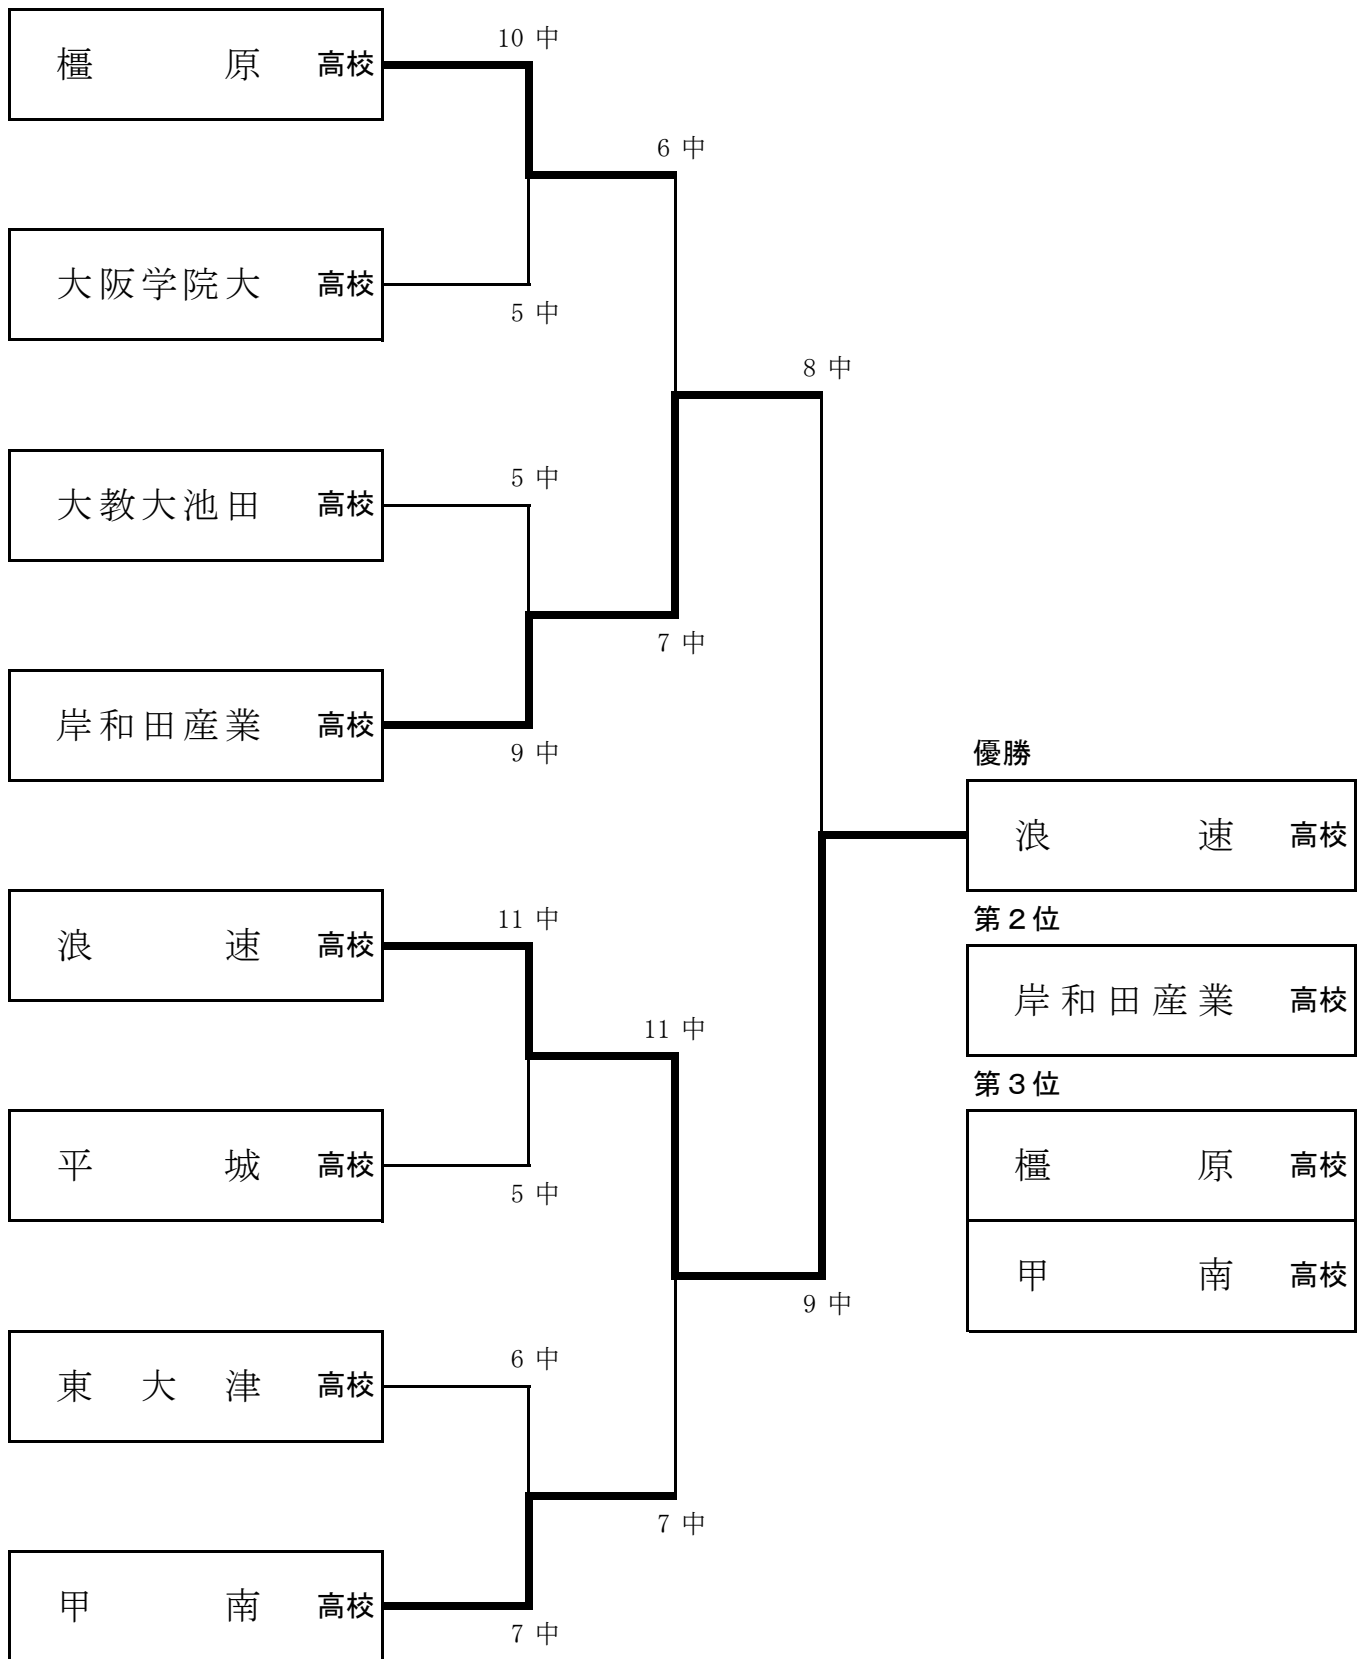 10 中
橿原 高校
6 中
大阪学院大 高校
5 中
8 中
5 中
大教大池田 高校
7 中
岸和田産業 高校
9 中
優勝
浪速 高校
第２位
11 中
浪速 高校
岸和田産業 高校
11 中
第３位
平城 高校
橿原 高校
5 中
甲南 高校
9 中
6 中
東大津 高校
7 中
甲南 高校
7 中